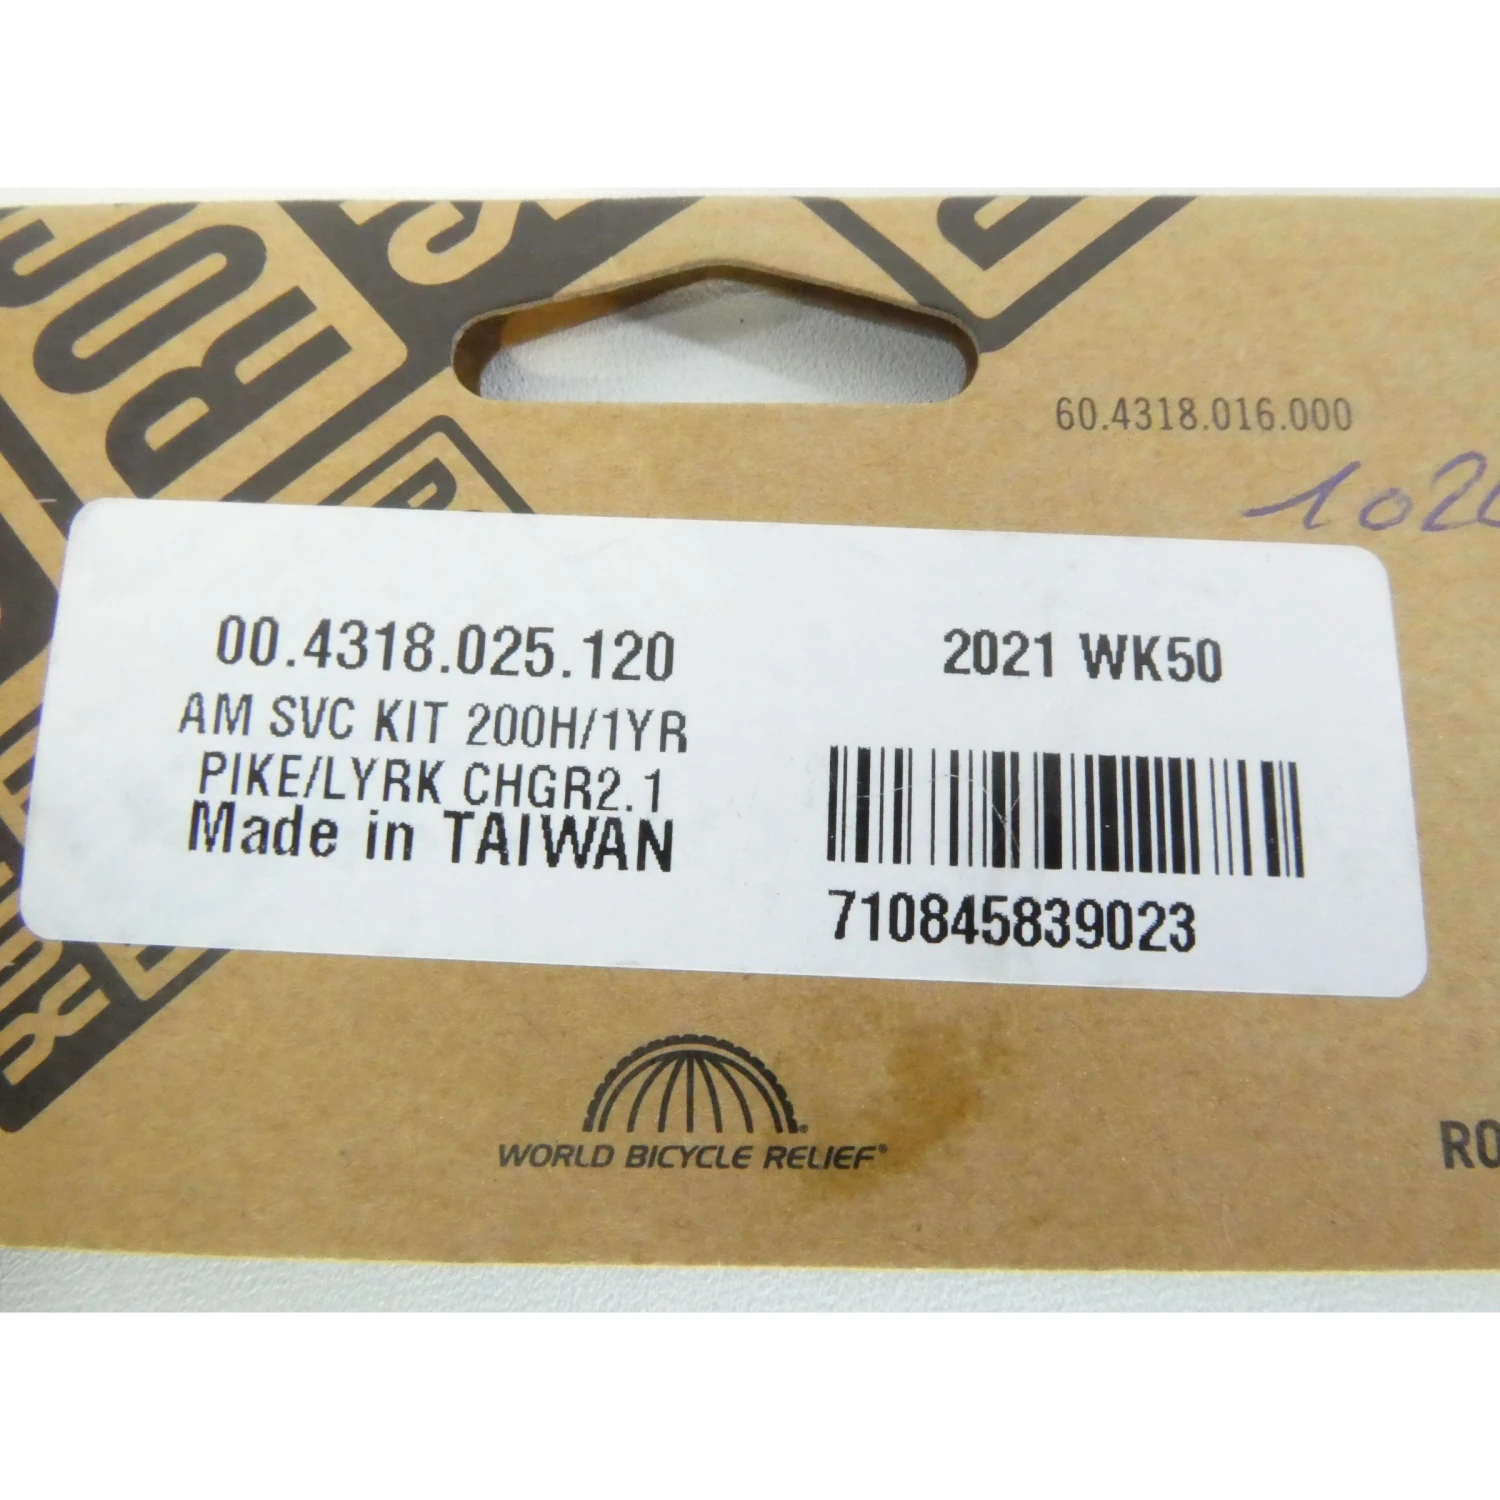 60.4318.016.000
00.4318.025.120
AM SVC KIT 200H/1YR
PIKE/LYRK CHGR2.1
Made in TAIWAN
2021 WK50
710845839023
WORLD BICYCLE RELIEF®